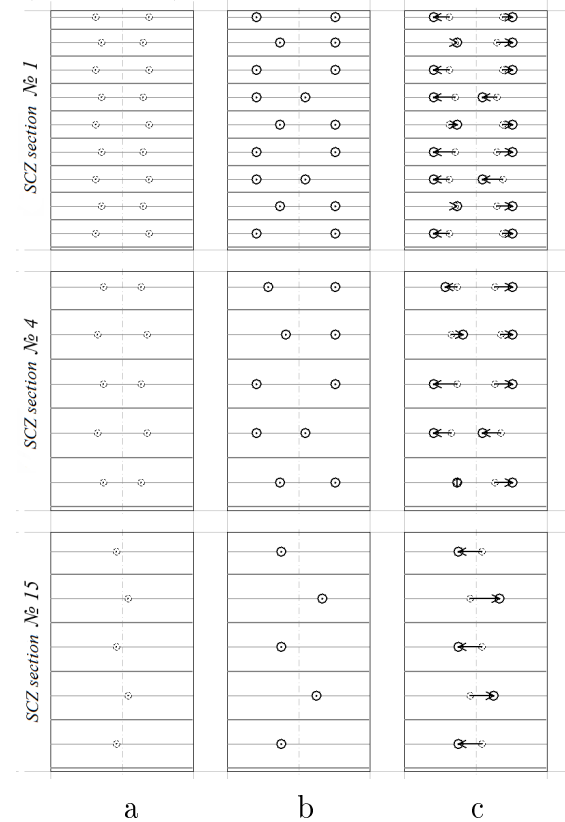 SCZ section № 1
SCZ section № 4
SCZ section № 15
a b c